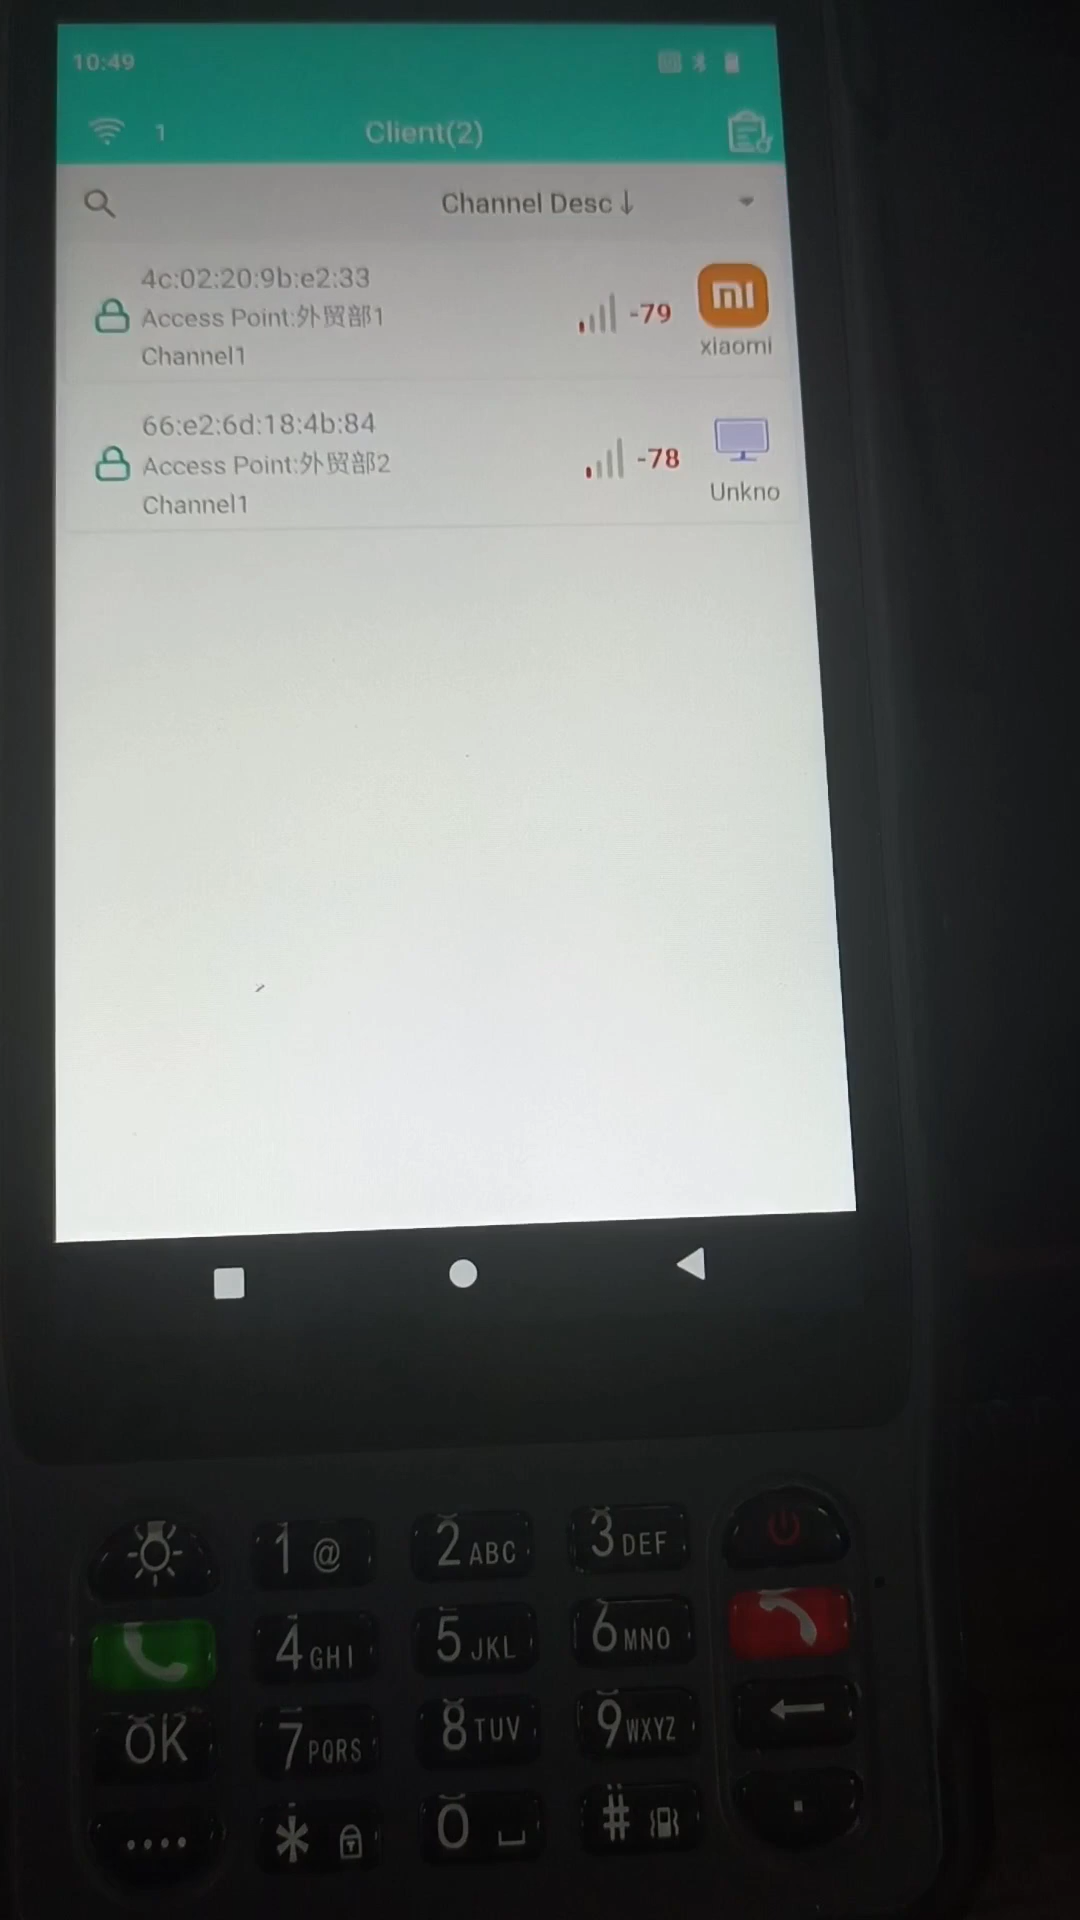 10:49
1
Client(2)
Channel Desc ↓
4c:02:20:9b:e2:33
Access Point:外贸部1
Channel1
-79
mi
xiaomi
66:e2:6d:18:4b:84
Access Point:外贸部2
Channel1
-78
Unkno
1 @
2 ABC
3 DEF
4 GHI
5 JKL
6 MNO
OK
7 PQRS
8 TUV
9 WXYZ
* 
0
#